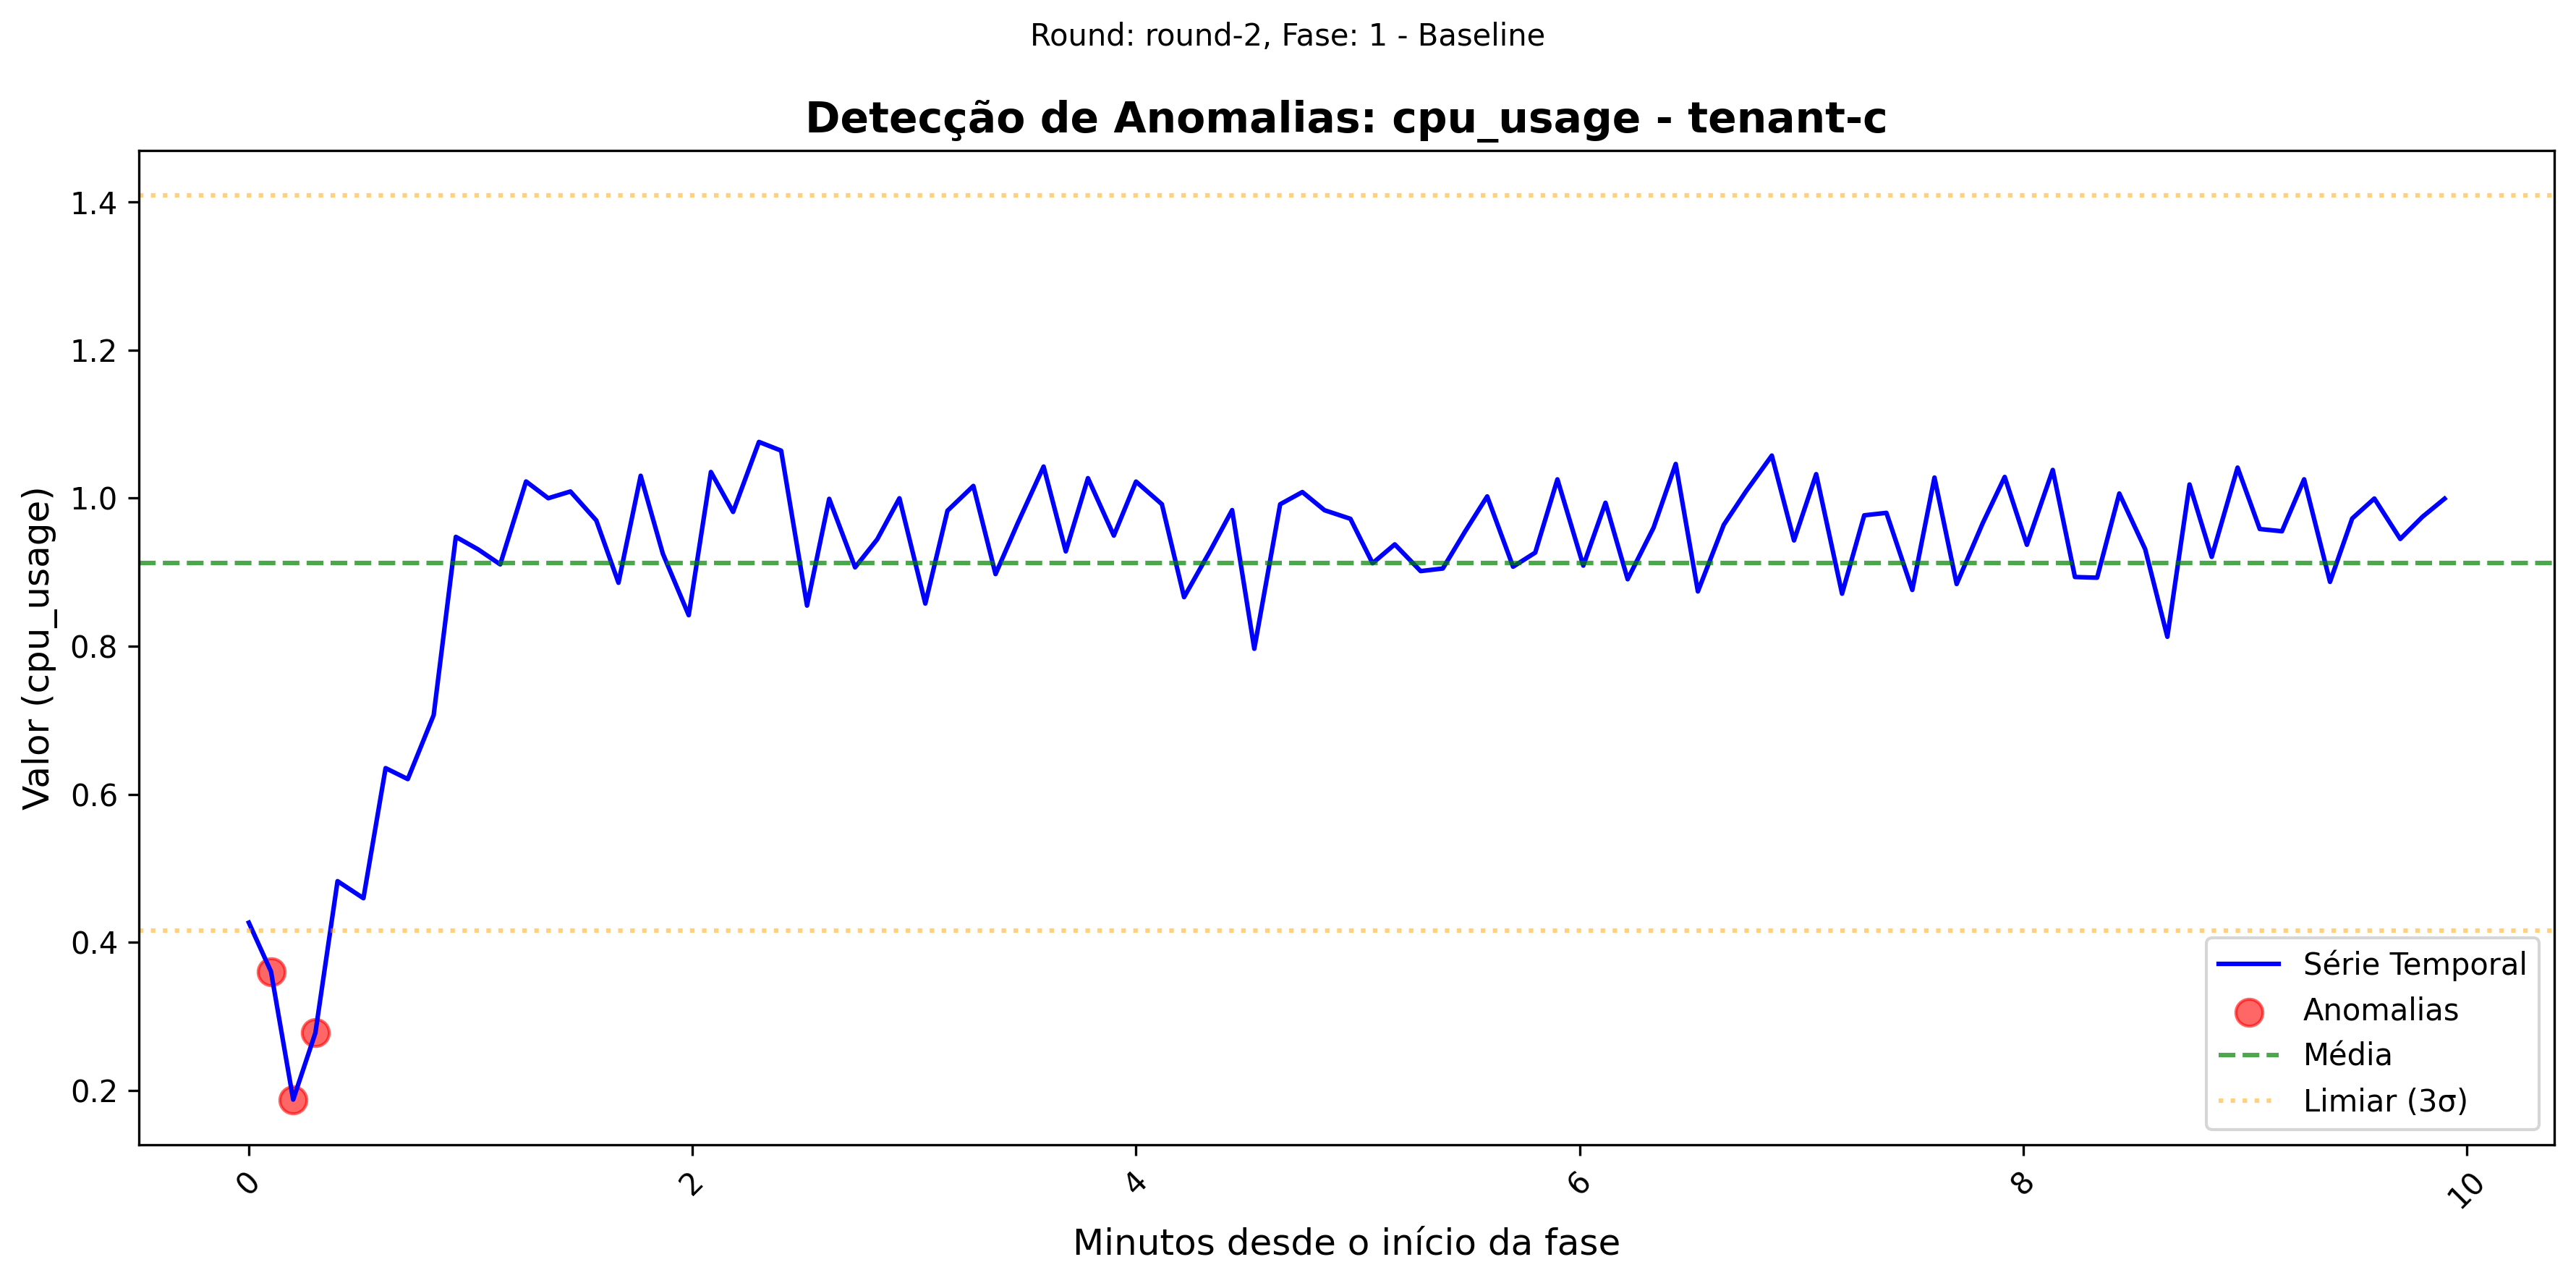 Round: round-2, Fase: 1 - Baseline
Detecção de Anomalias: cpu_usage - tenant-c
Valor (cpu_usage)
1.4
1.2
1.0
0.8
0.6
0.4
0.2
Série Temporal
Anomalias
Média
Limiar (3σ)
0
2
4
6
8
10
Minutos desde o início da fase